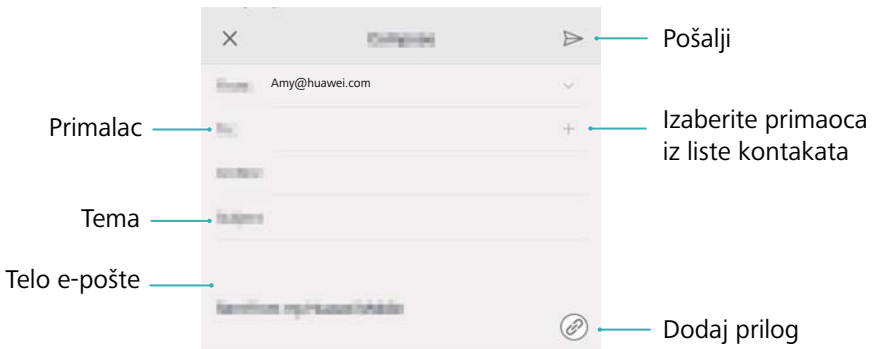 Pošalji
Amy@huawei.com
Primalac
Izaberite primaoca
iz liste kontakata
Tema
Telo e-pošte
Dodaj prilog